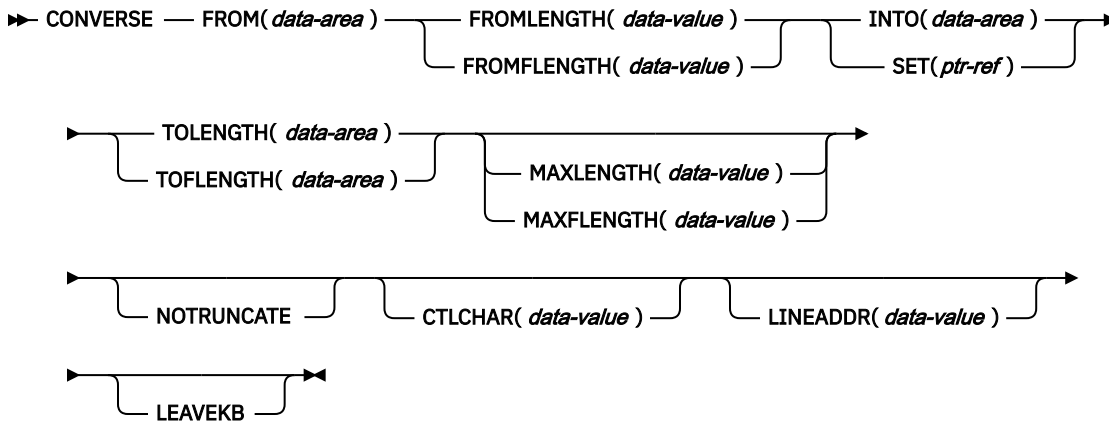 CONVERSE FROM(data-area) FROMLENGTH( data-value ) INTO(data-area)
FROMFLENGTH( data-value ) SET(ptr-ref )
TOLENGTH( data-area )
TOFLENGTH( data-area )
MAXLENGTH( data-value )
MAXFLENGTH( data-value )
NOTRUNCATE CTLCHAR( data-value ) LINEADDR( data-value )
LEAVEKB